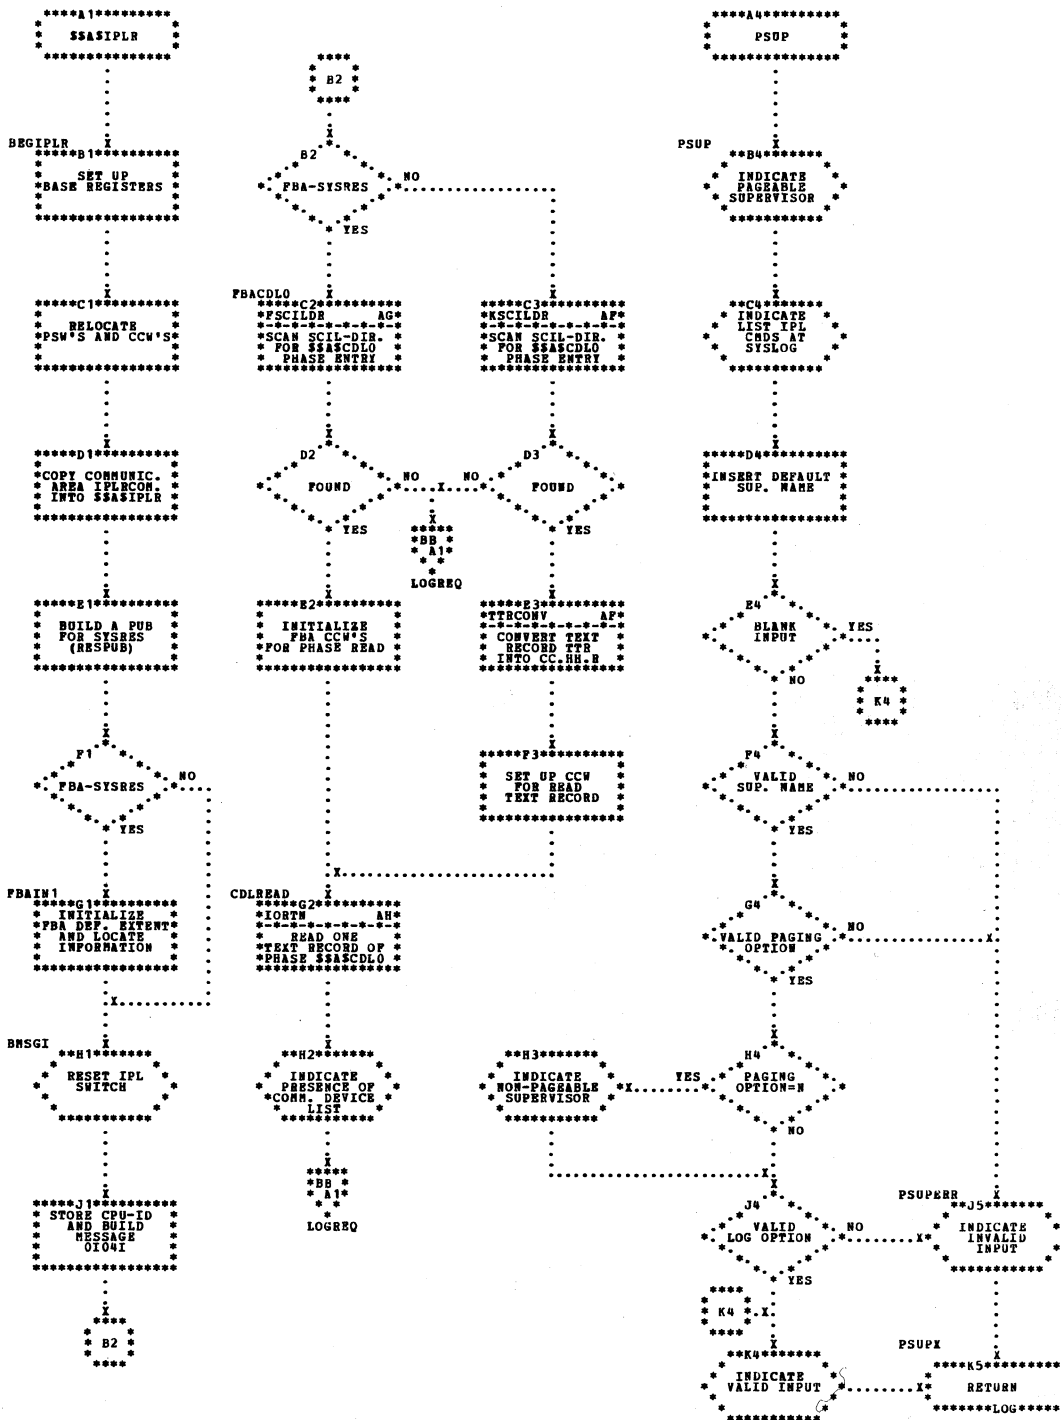 A1
$$A$IPLR
BEGIPLR
B1
SET UP
BASE REGISTERS
C1
RELOCATE
PSW'S AND CCW'S
D1
COPY COMMUNIC.
AREA IPLRCOM.
INTO $$A$IPLR
E1
BUILD A PUB
FOR SYSRES
(RESPUB)
F1
FBA-SYSRES
NO
YES
FBAIN1
G1
INITIALIZE
FBA DEF. EXTENT
AND LOCATE
INFORMATION
BMSGI
H1
RESET IPL
SWITCH
J1
STORE CPU-ID
AND BUILD
MESSAGE
0I04I
B2
B2
B2
FBA-SYSRES
NO
YES
FBACDL0
C2
FSCILDR AG
SCAN SCIL-DIR.
FOR $$A$CDL0
PHASE ENTRY
C3
KSCILDR AF
SCAN SCIL-DIR.
FOR $$A$CDL0
PHASE ENTRY
D2
FOUND
NO
YES
D3
FOUND
NO
YES
BB
A1
LOGREQ
E2
INITIALIZE
FBA CCW'S
FOR PHASE READ
E3
TTRCONV AF
CONVERT TEXT
RECORD TTR
INTO CC.HH.R
F3
SET UP CCW
FOR READ
TEXT RECORD
CDLREAD
G2
IORTN AH
READ ONE
TEXT RECORD OF
PHASE $$A$CDL0
H2
INDICATE
PRESENCE OF
COMM. DEVICE
LIST
BB
A1
LOGREQ
A4
PSUP
PSUP
B4
INDICATE
PAGEABLE
SUPERVISOR
C4
INDICATE
LIST IPL
CMDS AT
SYSLOG
D4
INSERT DEFAULT
SUP. NAME
E4
BLANK
INPUT
YES
NO
K4
F4
VALID
SUP. NAME
NO
YES
G4
VALID PAGING
OPTION
NO
YES
H4
PAGING
OPTION=N
YES
NO
H3
INDICATE
NON-PAGEABLE
SUPERVISOR
J4
VALID
LOG OPTION
NO
YES
PSUPERR
J5
INDICATE
INVALID
INPUT
K4
K4
INDICATE
VALID INPUT
PSUPX
K5
RETURN
LOG